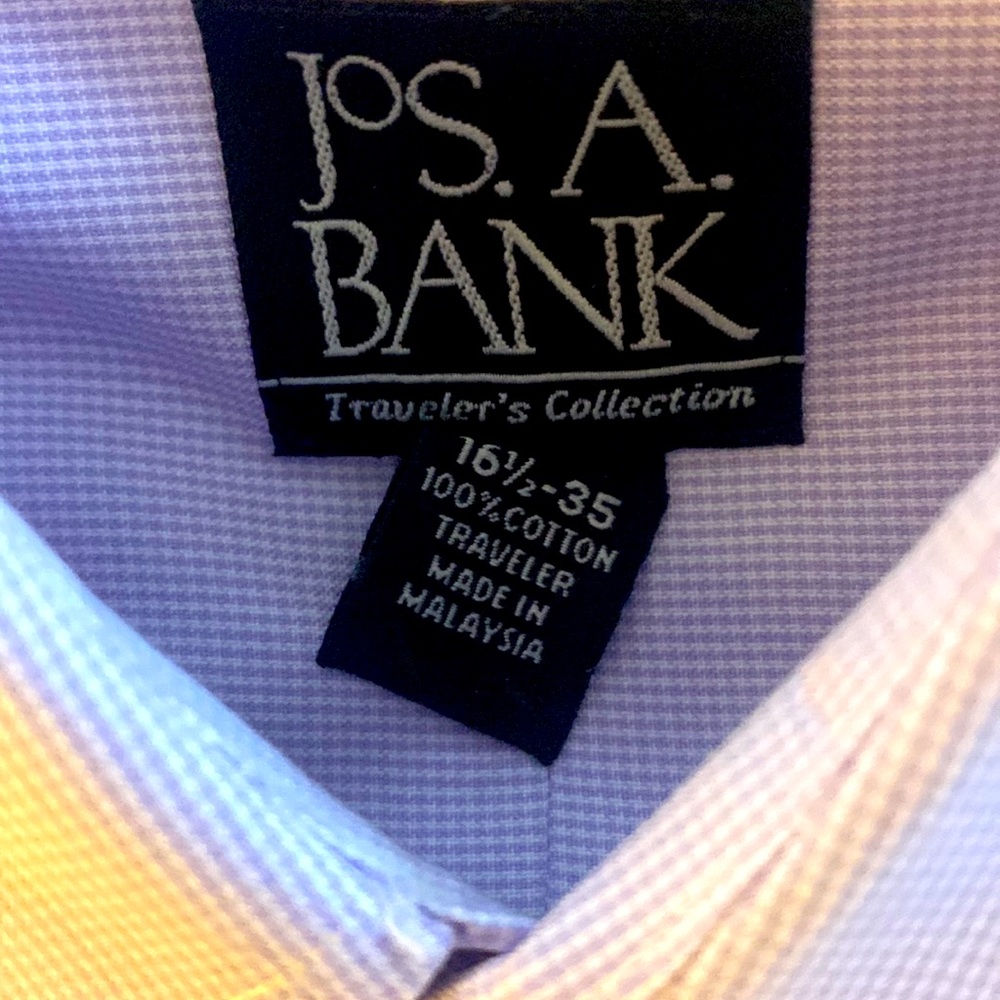 JOS. A.
BANK
Traveler's Collection
16½-35
100% COTTON
TRAVELER
MADE IN
MALAYSIA